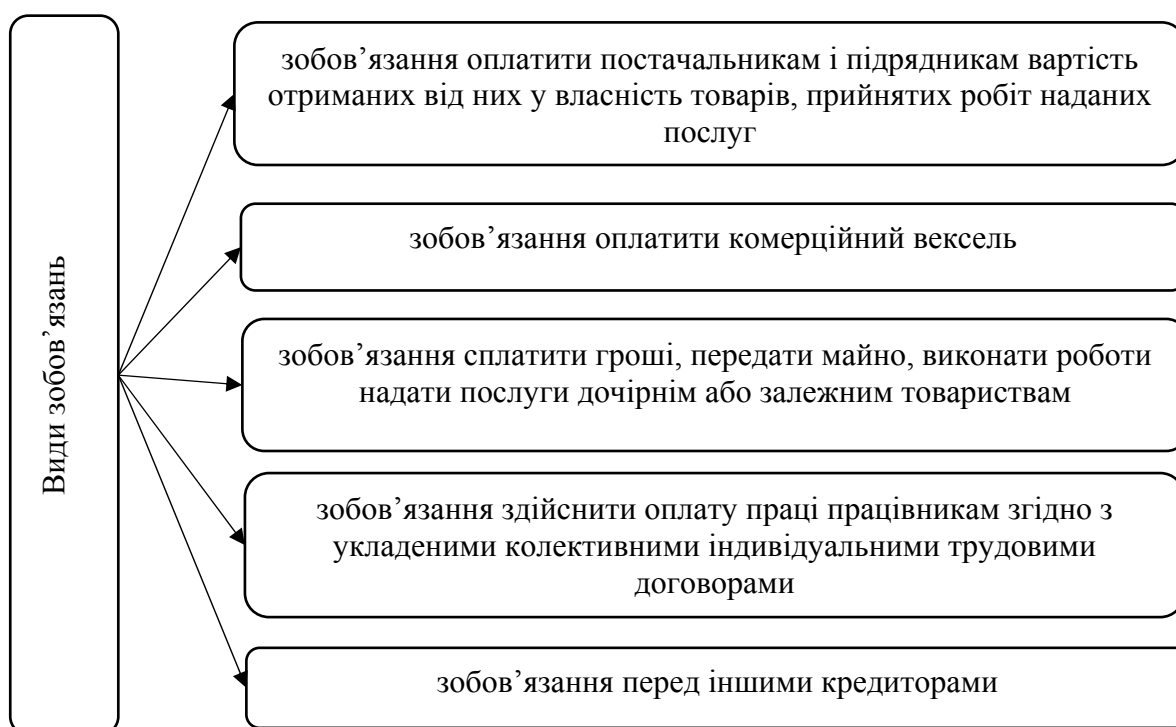 Види зобов’язань
зобов’язання оплатити постачальникам і підрядникам вартість
отриманих від них у власність товарів, прийнятих робіт наданих
послуг
зобов’язання оплатити комерційний вексель
зобов’язання сплатити гроші, передати майно, виконати роботи
надати послуги дочірнім або залежним товариствам
зобов’язання здійснити оплату праці працівникам згідно з
укладеними колективними індивідуальними трудовими
договорами
зобов’язання перед іншими кредиторами